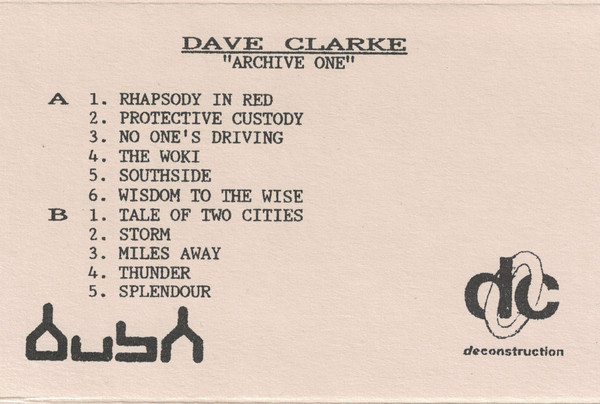 DAVE CLARKE
"ARCHIVE ONE"
A 1. RHAPSODY IN RED
2. PROTECTIVE CUSTODY
3. NO ONE'S DRIVING
4. THE WOKI
5. SOUTHSIDE
6. WISDOM TO THE WISE
B 1. TALE OF TWO CITIES
2. STORM
3. MILES AWAY
4. THUNDER
5. SPLENDOUR
bush
dc
deconstruction